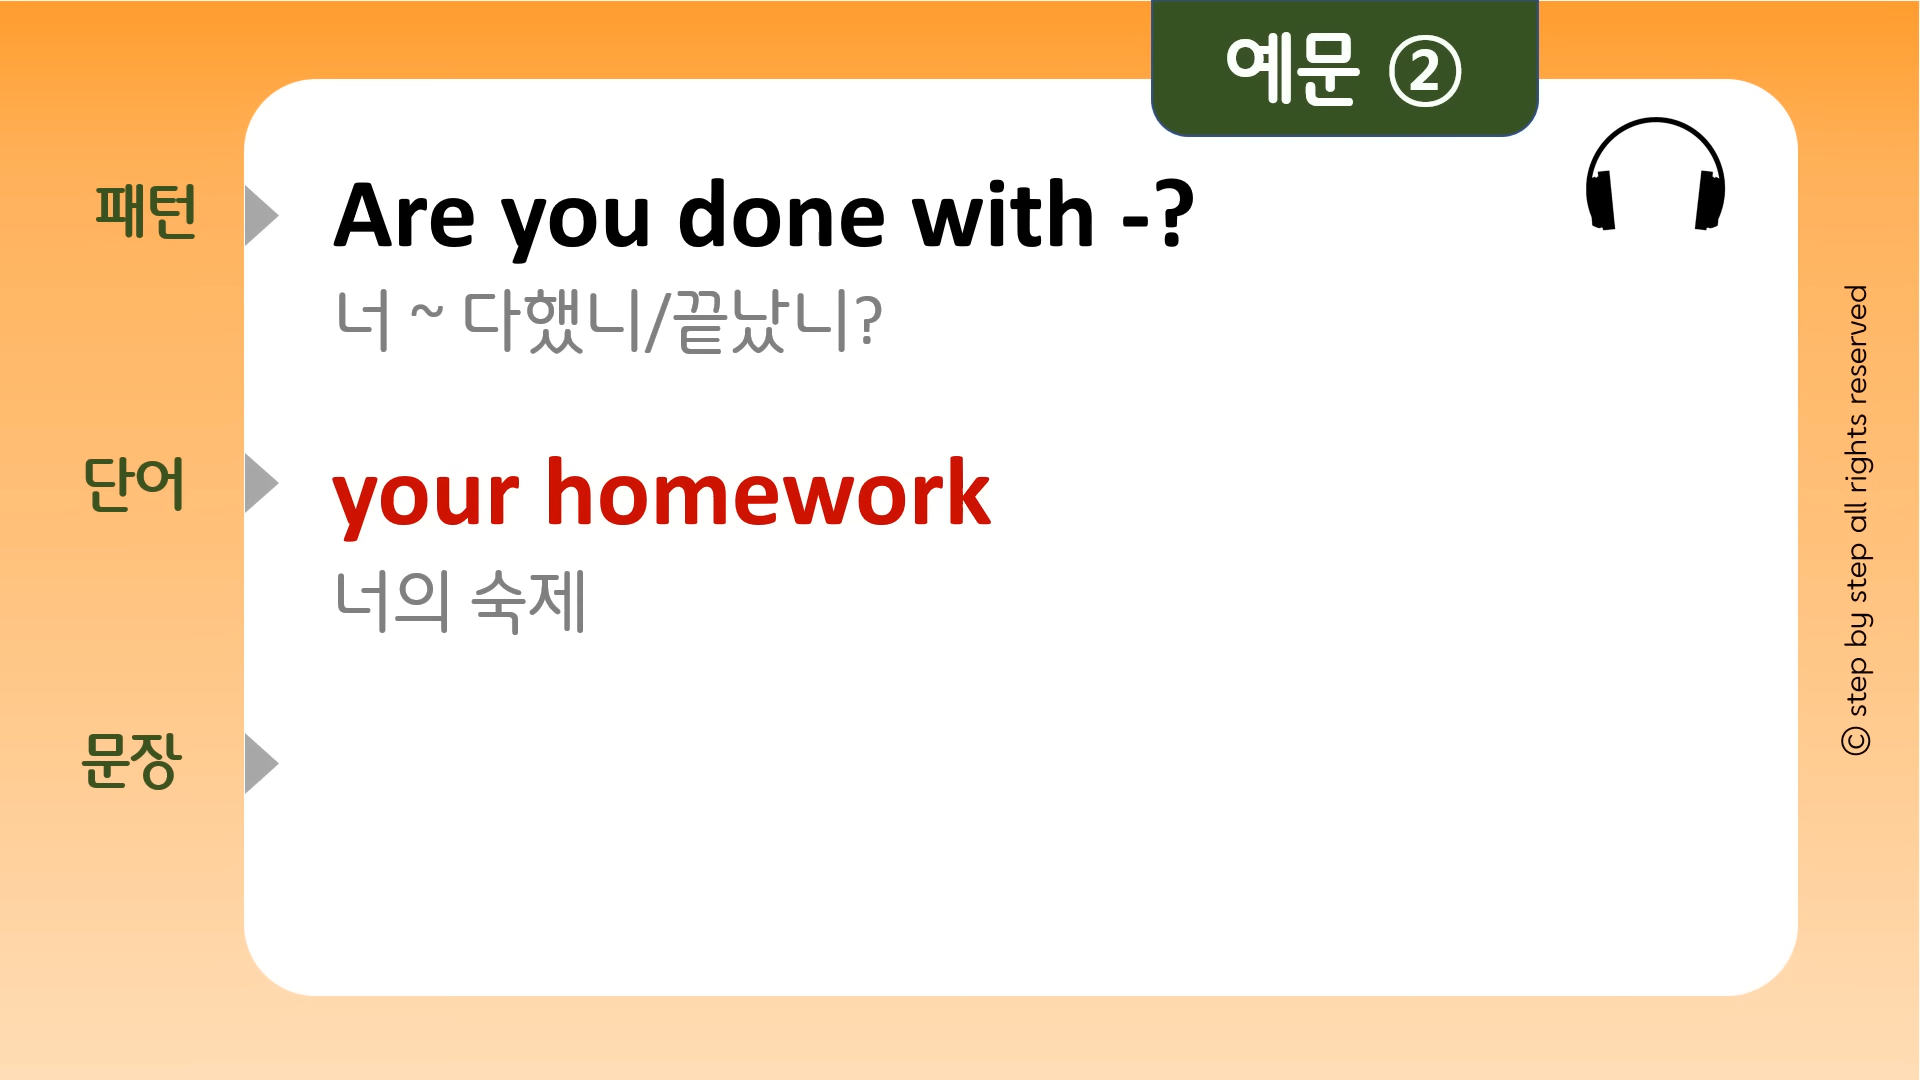 예문 ②
패턴
Are you done with -?
너 ~ 다했니/끝났니?
단어
your homework
너의 숙제
문장
© step by step all rights reserved